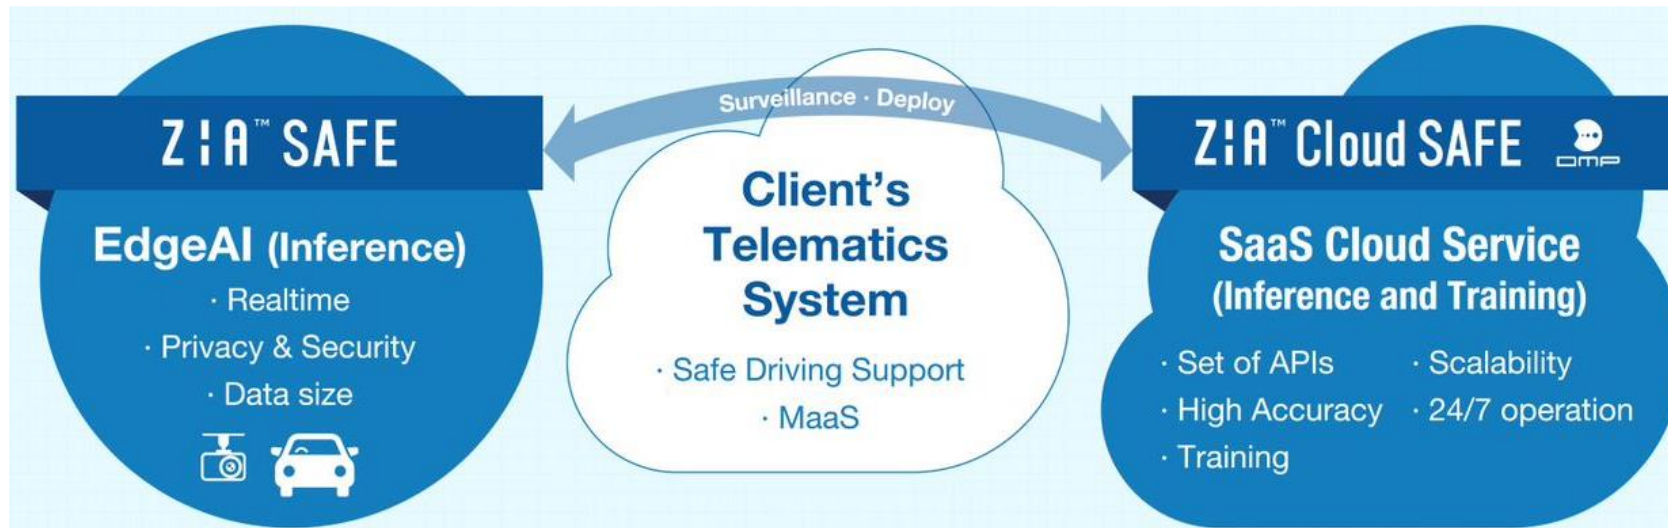 ZIA™ SAFE
EdgeAI (Inference)
· Realtime
· Privacy & Security
· Data size
Surveillance · Deploy
Client's
Telematics
System
· Safe Driving Support
· MaaS
ZIA™ Cloud SAFE
DMP
SaaS Cloud Service
(Inference and Training)
· Set of APIs
· High Accuracy
· Training
· Scalability
· 24/7 operation